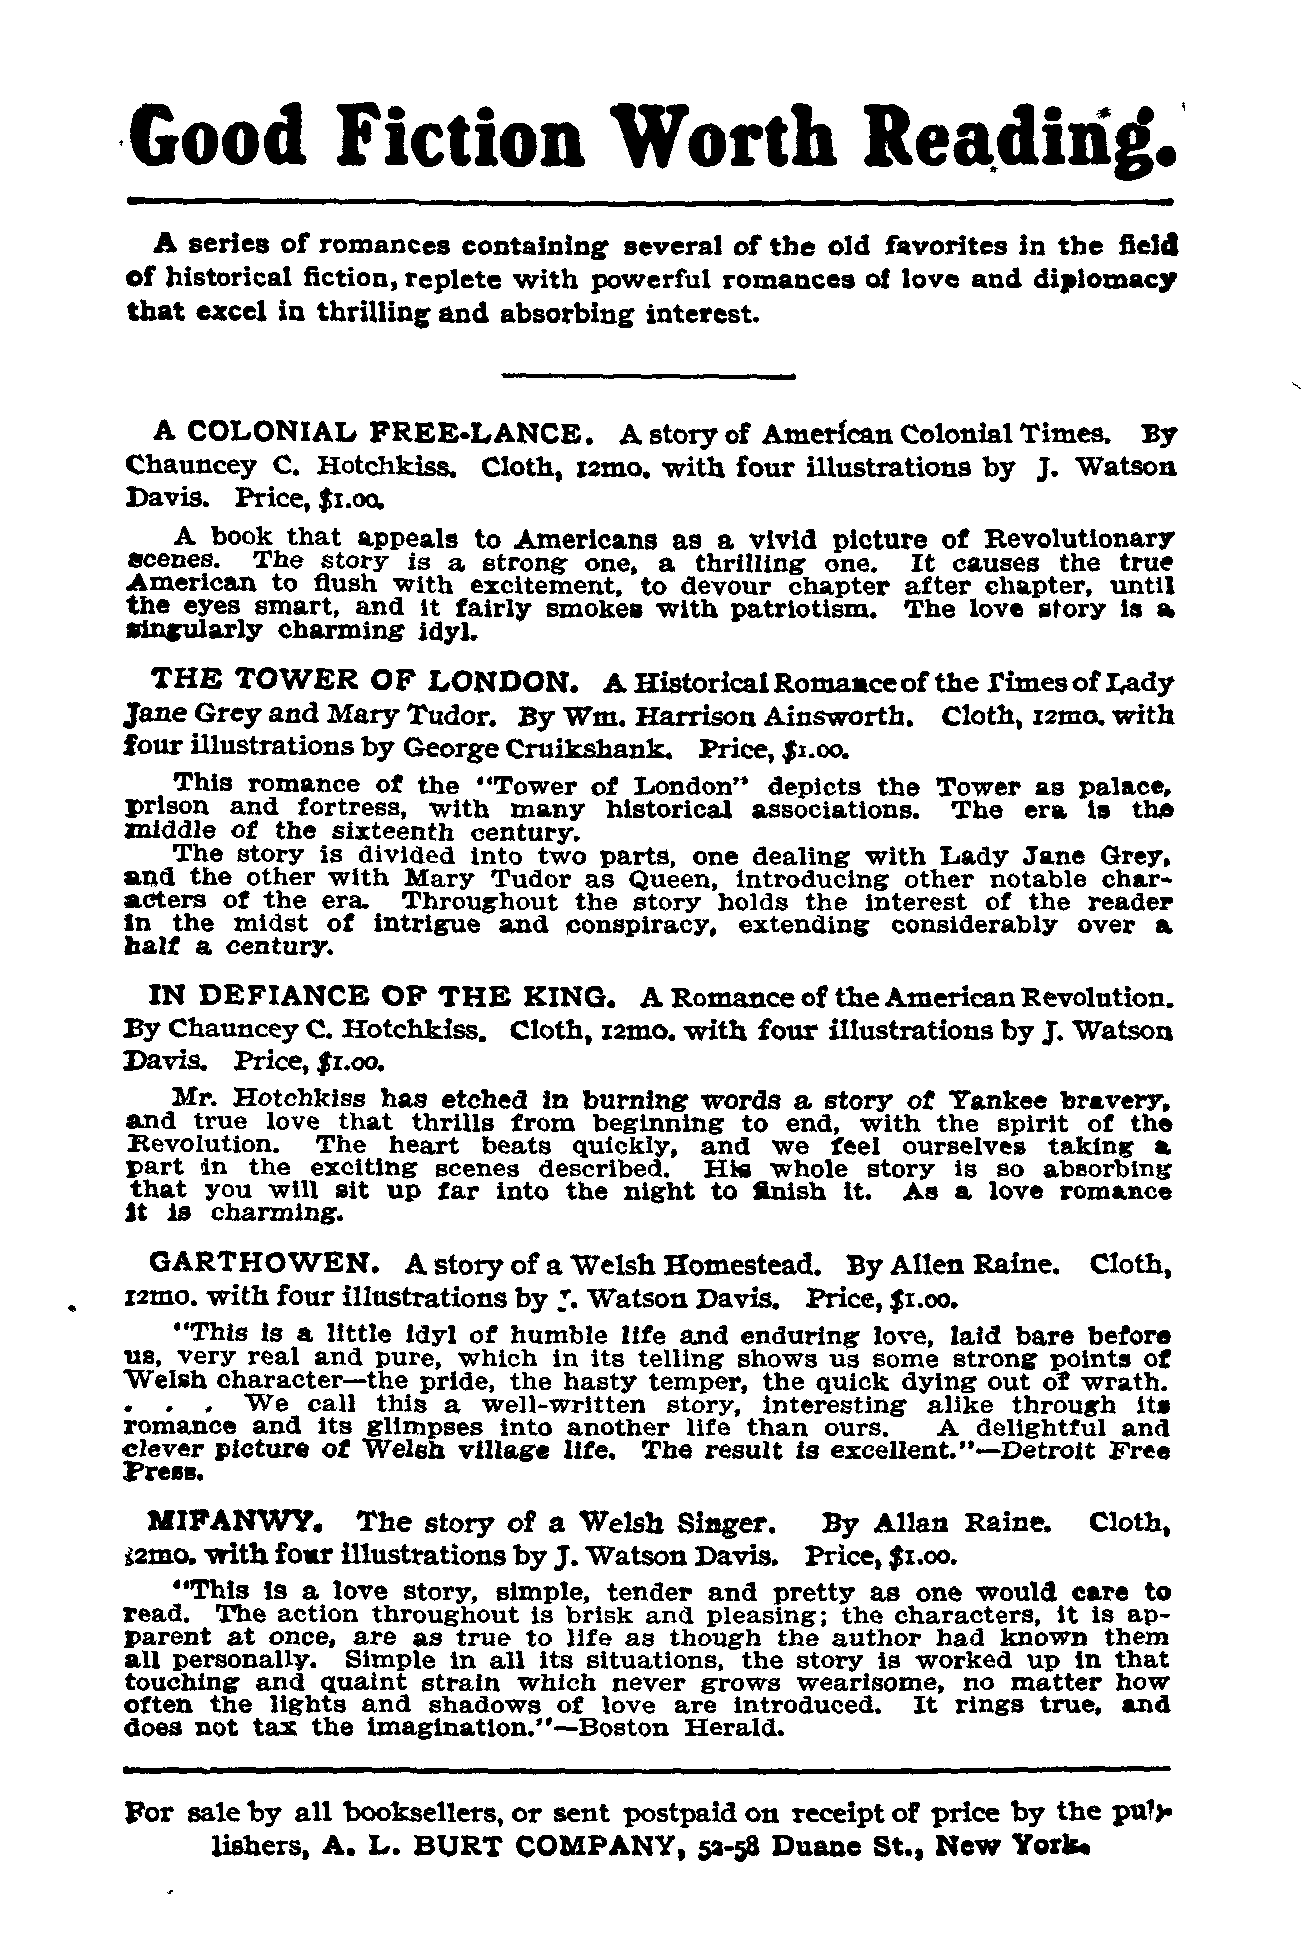 Good Fiction Worth Reading.
A series of romances containing several of the old favorites in the field
of historical fiction, replete with powerful romances of love and diplomacy
that excel in thrilling and absorbing interest.
A COLONIAL FREE-LANCE. A story of American Colonial Times. By
Chauncey C. Hotchkiss. Cloth, 12mo. with four illustrations by J. Watson
Davis. Price, $1.00.
A book that appeals to Americans as a vivid picture of Revolutionary
scenes. The story is a strong one, a thrilling one. It causes the true
American to flush with excitement, to devour chapter after chapter, until
the eyes smart, and it fairly smokes with patriotism. The love story is a
singularly charming idyl.
THE TOWER OF LONDON. A Historical Romance of the Times of Lady
Jane Grey and Mary Tudor. By Wm. Harrison Ainsworth. Cloth, 12mo. with
four illustrations by George Cruikshank. Price, $1.00.
This romance of the "Tower of London" depicts the Tower as palace,
prison and fortress, with many historical associations. The era is the
middle of the sixteenth century.
The story is divided into two parts, one dealing with Lady Jane Grey,
and the other with Mary Tudor as Queen, introducing other notable char-
acters of the era. Throughout the story holds the interest of the reader
in the midst of intrigue and conspiracy, extending considerably over a
half a century.
IN DEFIANCE OF THE KING. A Romance of the American Revolution.
By Chauncey C. Hotchkiss. Cloth, 12mo. with four illustrations by J. Watson
Davis. Price, $1.00.
Mr. Hotchkiss has etched in burning words a story of Yankee bravery,
and true love that thrills from beginning to end, with the spirit of the
Revolution. The heart beats quickly, and we feel ourselves taking a
part in the exciting scenes described. His whole story is so absorbing
that you will sit up far into the night to finish it. As a love romance
it is charming.
GARTHOWEN. A story of a Welsh Homestead. By Allen Raine. Cloth,
12mo. with four illustrations by J. Watson Davis. Price, $1.00.
"This is a little idyl of humble life and enduring love, laid bare before
us, very real and pure, which in its telling shows us some strong points of
Welsh character—the pride, the hasty temper, the quick dying out of wrath.
. . . We call this a well-written story, interesting alike through its
romance and its glimpses into another life than ours. A delightful and
clever picture of Welsh village life. The result is excellent."—Detroit Free
Press.
MIFANWY. The story of a Welsh Singer. By Allan Raine. Cloth,
12mo. with four illustrations by J. Watson Davis. Price, $1.00.
"This is a love story, simple, tender and pretty as one would care to
read. The action throughout is brisk and pleasing; the characters, it is ap-
parent at once, are as true to life as though the author had known them
all personally. Simple in all its situations, the story is worked up in that
touching and quaint strain which never grows wearisome, no matter how
often the lights and shadows of love are introduced. It rings true, and
does not tax the imagination."—Boston Herald.
For sale by all booksellers, or sent postpaid on receipt of price by the pub-
lishers, A. L. BURT COMPANY, 52-58 Duane St., New York.